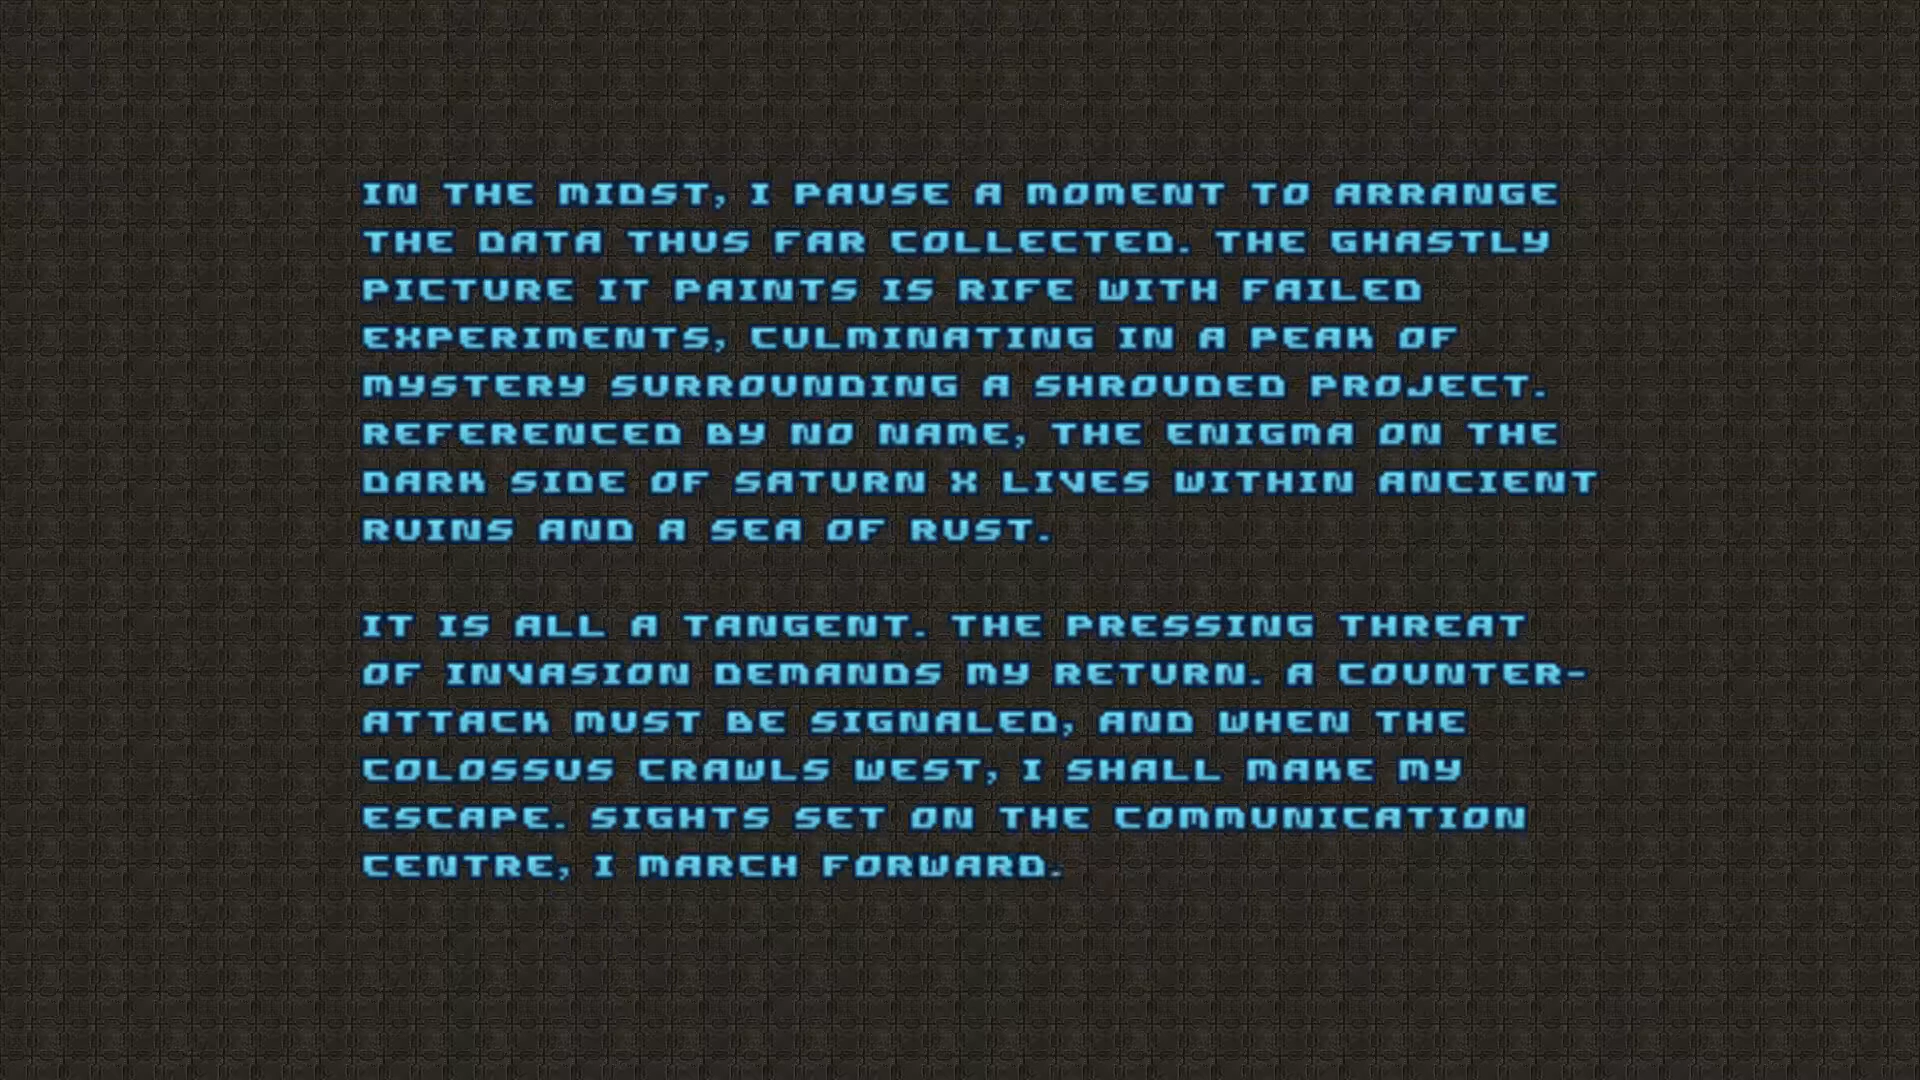 IN THE MIDST, I PAUSE A MOMENT TO ARRANGE
THE DATA THUS FAR COLLECTED. THE GHASTLY
PICTURE IT PAINTS IS RIFE WITH FAILED
EXPERIMENTS, CULMINATING IN A PEAK OF
MYSTERY SURROUNDING A SHROUDED PROJECT.
REFERENCED BY NO NAME, THE ENIGMA ON THE
DARK SIDE OF SATURN X LIVES WITHIN ANCIENT
RUINS AND A SEA OF RUST.
IT IS ALL A TANGENT. THE PRESSING THREAT
OF INVASION DEMANDS MY RETURN. A COUNTER-
ATTACK MUST BE SIGNALED, AND WHEN THE
COLOSSUS CRAWLS WEST, I SHALL MAKE MY
ESCAPE. SIGHTS SET ON THE COMMUNICATION
CENTRE, I MARCH FORWARD.